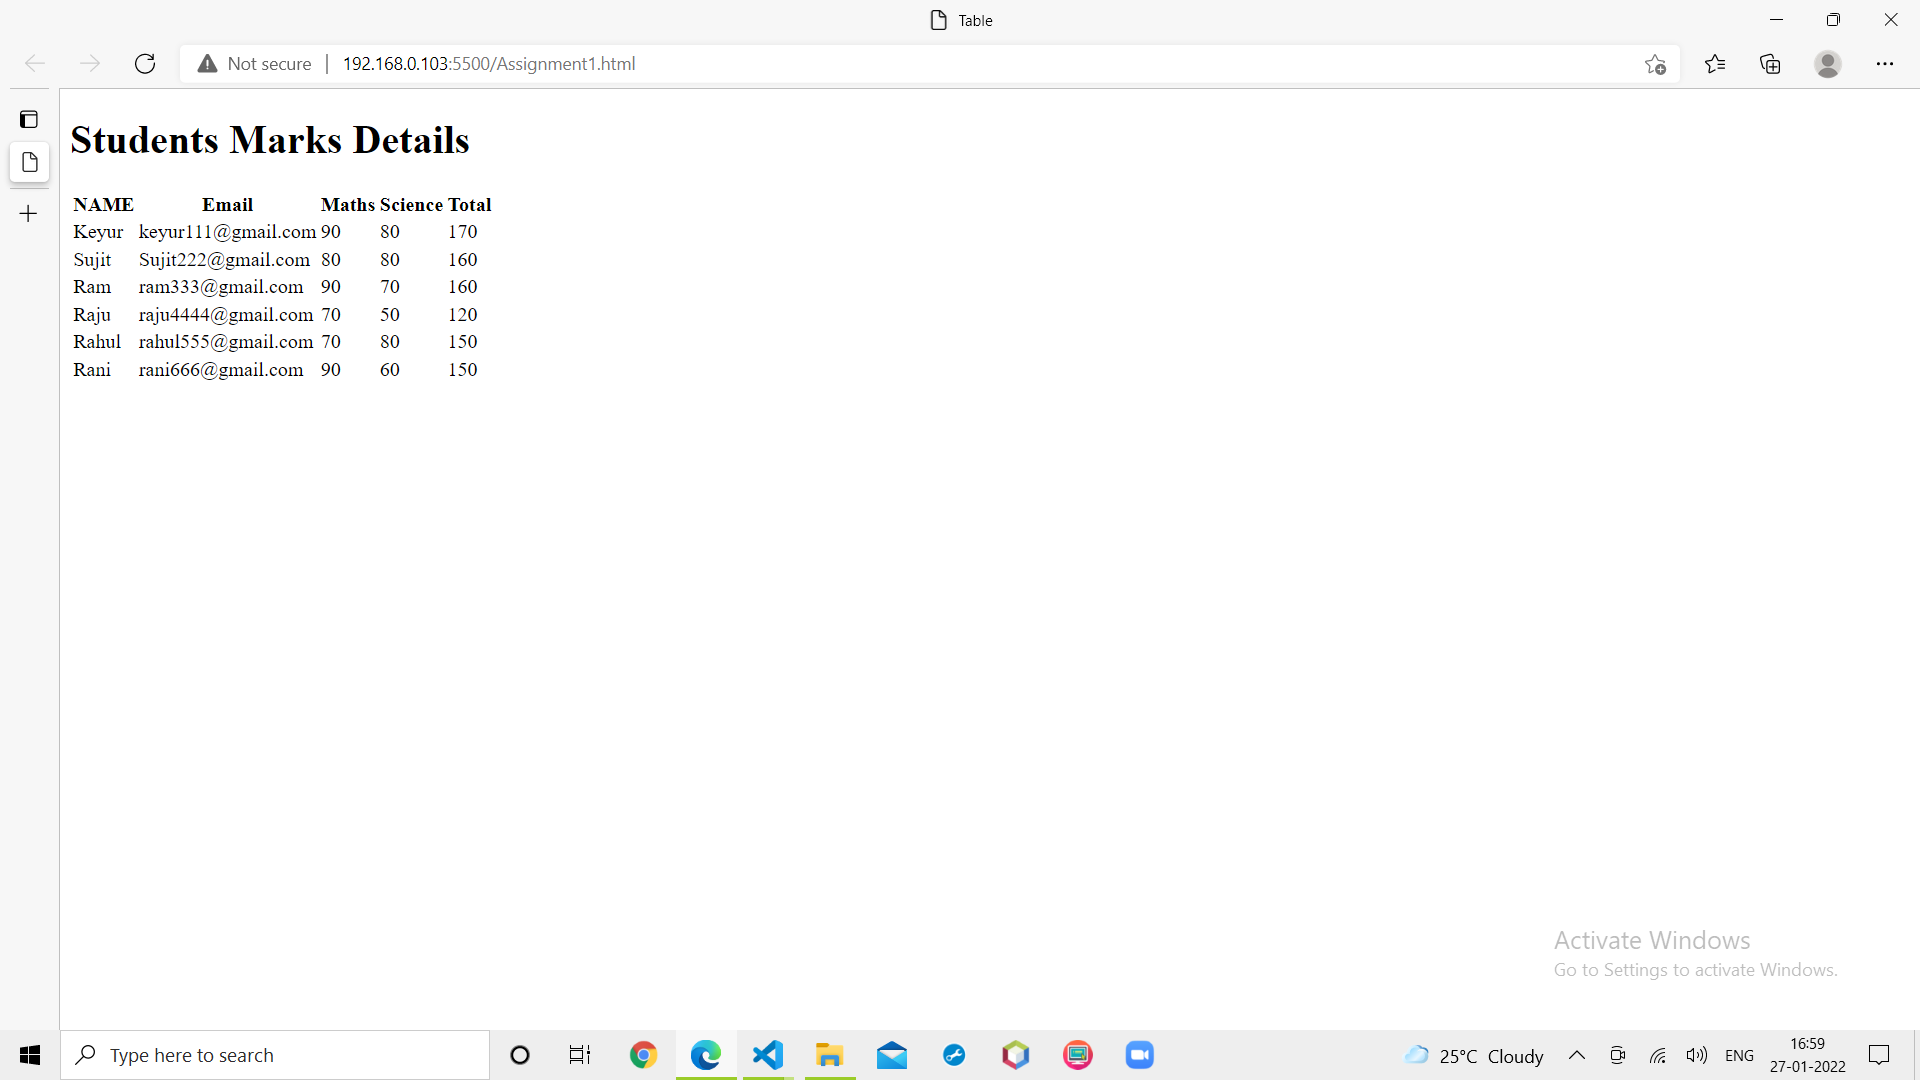 Table
Not secure 192.168.0.103:5500/Assignment1.html
Students Marks Details
NAME Email Maths Science Total
Keyur keyur111@gmail.com 90 80 170
Sujit Sujit222@gmail.com 80 80 160
Ram ram333@gmail.com 90 70 160
Raju raju4444@gmail.com 70 50 120
Rahul rahul555@gmail.com 70 80 150
Rani rani666@gmail.com 90 60 150
Activate Windows
Go to Settings to activate Windows.
Type here to search
25°C Cloudy
ENG
16:59
27-01-2022